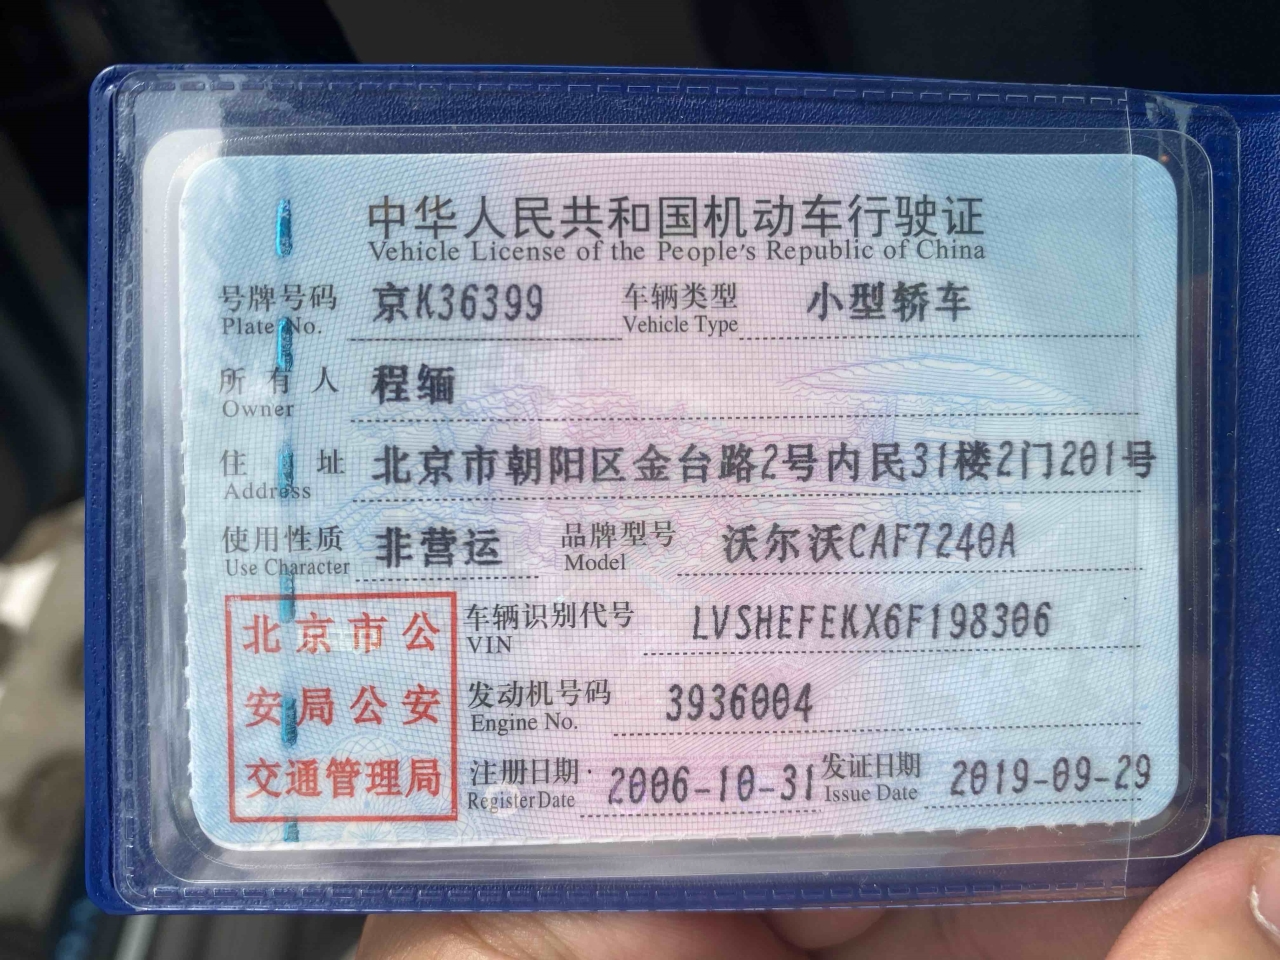 中华人民共和国机动车行驶证
Vehicle License of the People's Republic of China
号牌号码 京K36399 车辆类型 小型轿车
Plate No. Vehicle Type
所有人 程缅
Owner
住址 北京市朝阳区金台路2号内民31楼2门201号
Address
使用性质 非营运 品牌型号 沃尔沃CAF7240A
Use Character Model
北京市公安局公安交通管理局
车辆识别代号 LVSHEFEKX6F198306
VIN
发动机号码 3936004
Engine No.
注册日期 2006-10-31 发证日期 2019-09-29
Register Date Issue Date